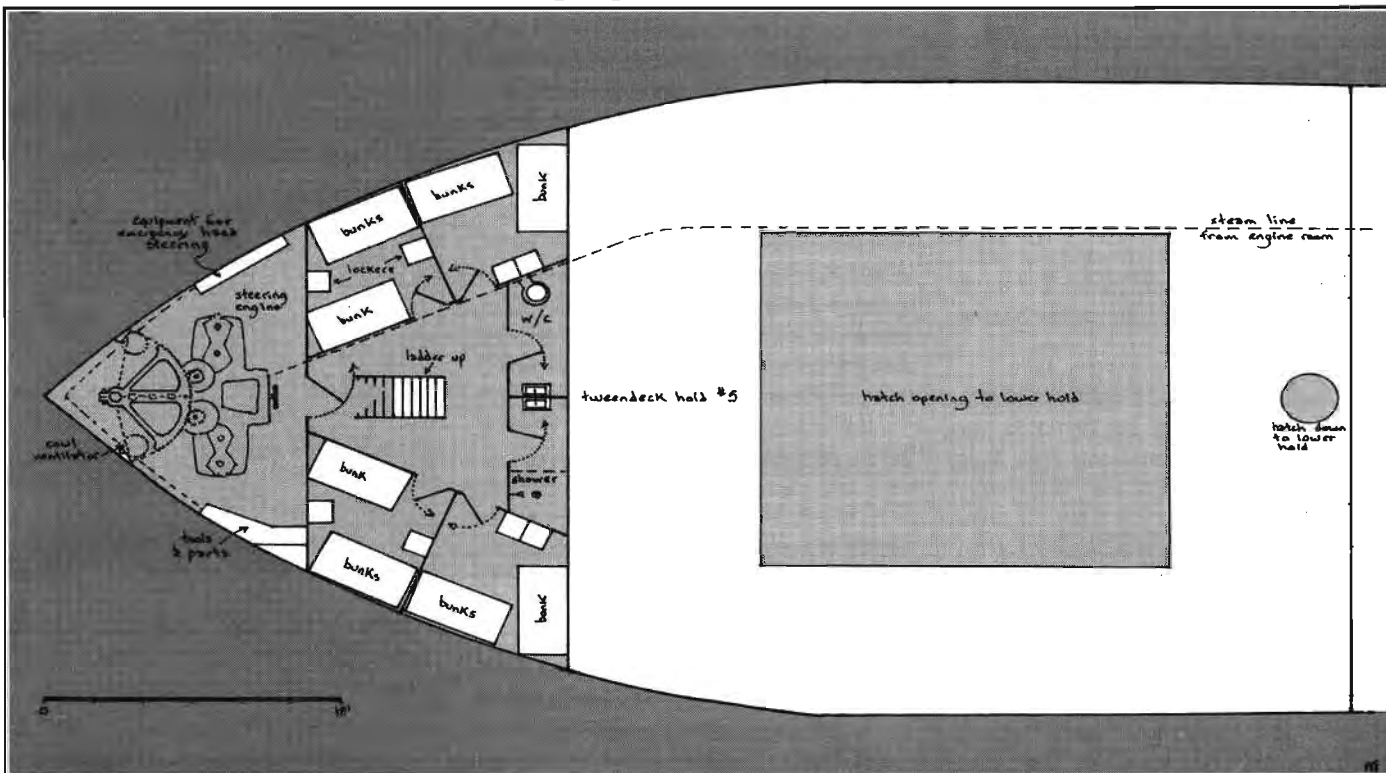 equipment for
emergency hand
steering
steering
engine
cowl
ventilator
tools
& parts
bunks
bunks
bunk
lockers
bunk
W/C
ladder up
bunk
shower
bunks
bunks
bunk
tweendeck hold #5
hatch opening to lower hold
steam line
from engine room
hatch down
to lower
hold
0